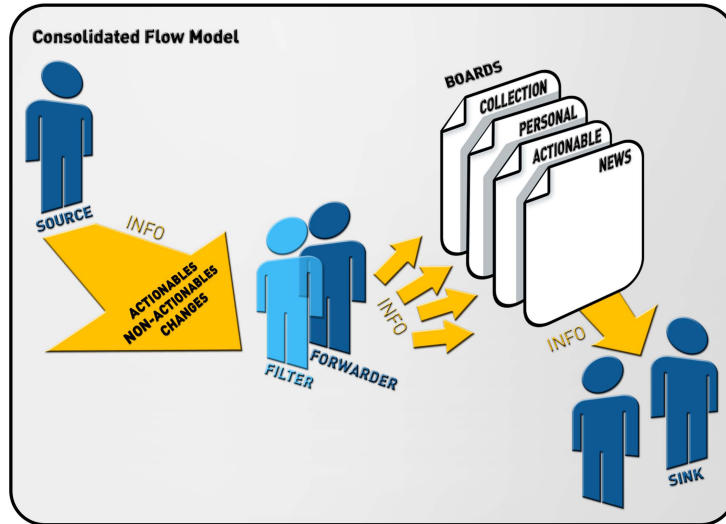 Consolidated Flow Model
BOARDS
COLLECTION
PERSONAL
ACTIONABLE
NEWS
SOURCE
INFO
ACTIONABLES
NON-ACTIONABLES
CHANGES
INFO
FILTER
FORWARDER
INFO
SINK